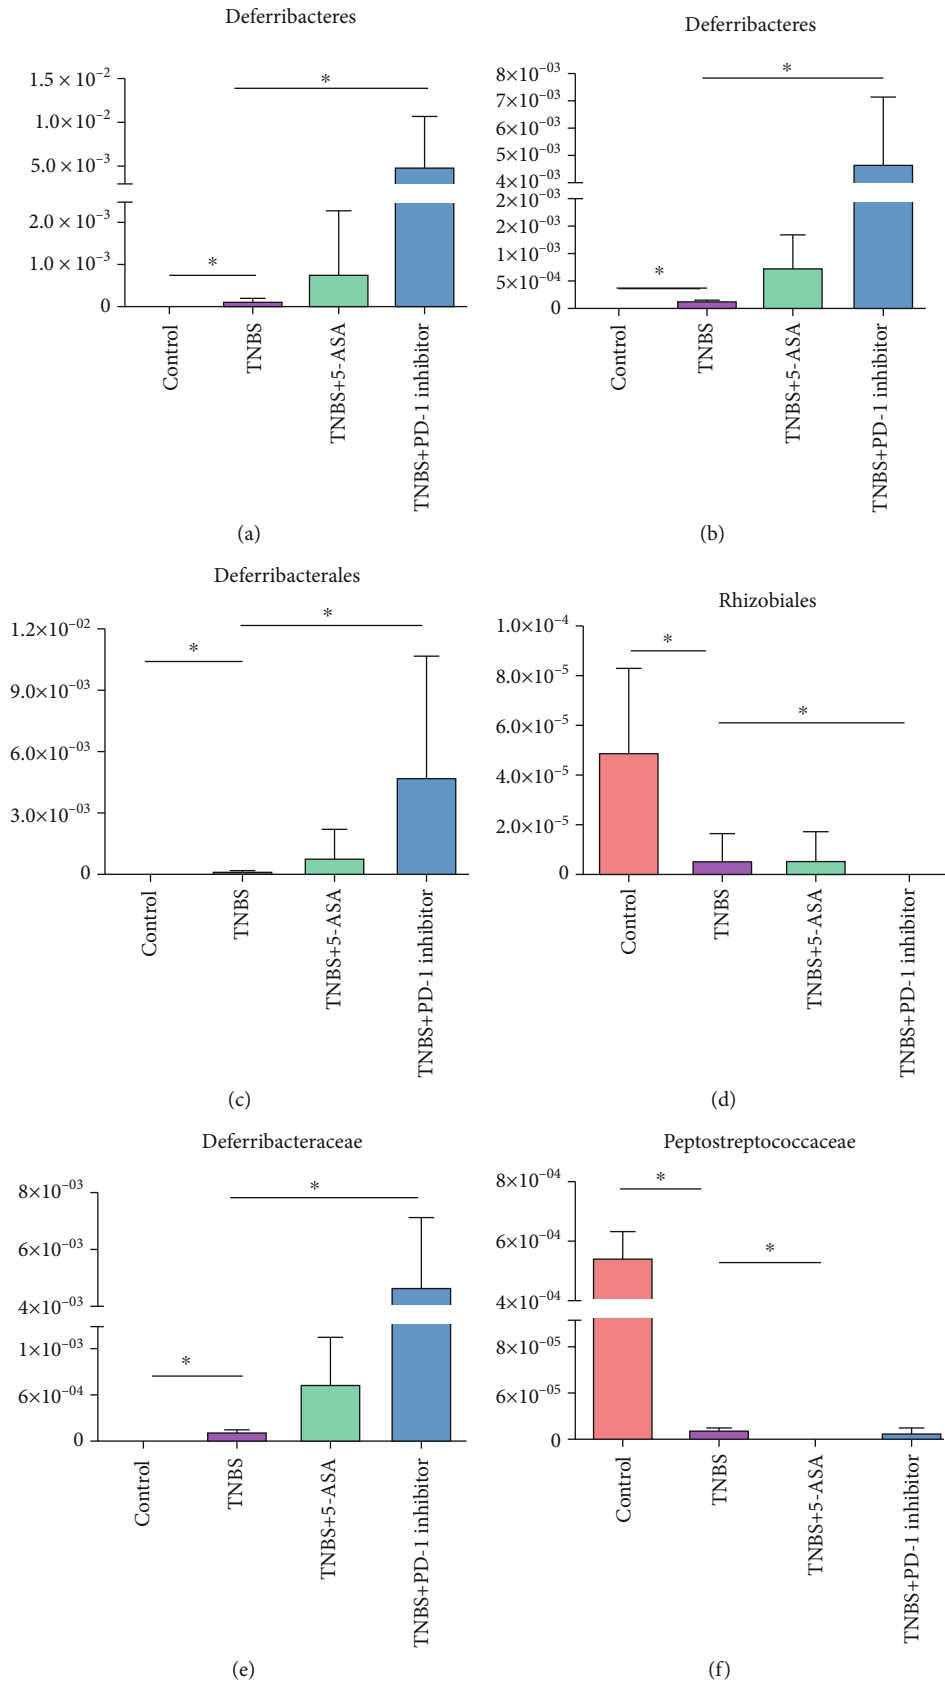 Deferribacteres
*
*
1.5 × 10⁻²
1.0 × 10⁻²
5.0 × 10⁻³
2.0 × 10⁻³
1.0 × 10⁻³
0
Control
TNBS
TNBS+5-ASA
TNBS+PD-1 inhibitor
(a)
Deferribacteres
*
*
8×10⁻⁰³
7×10⁻⁰³
6×10⁻⁰³
5×10⁻⁰³
4×10⁻⁰³
2×10⁻⁰³
2×10⁻⁰³
1×10⁻⁰³
5×10⁻⁰⁴
0
Control
TNBS
TNBS+5-ASA
TNBS+PD-1 inhibitor
(b)
Deferribacterales
*
*
1.2×10⁻⁰²
9.0×10⁻⁰³
6.0×10⁻⁰³
3.0×10⁻⁰³
0
Control
TNBS
TNBS+5-ASA
TNBS+PD-1 inhibitor
(c)
Rhizobiales
*
*
1.0×10⁻⁴
8.0×10⁻⁵
6.0×10⁻⁵
4.0×10⁻⁵
2.0×10⁻⁵
0
Control
TNBS
TNBS+5-ASA
TNBS+PD-1 inhibitor
(d)
Deferribacteraceae
*
*
8×10⁻⁰³
6×10⁻⁰³
4×10⁻⁰³
1×10⁻⁰³
6×10⁻⁰⁴
0
Control
TNBS
TNBS+5-ASA
TNBS+PD-1 inhibitor
(e)
Peptostreptococcaceae
*
*
8×10⁻⁰⁴
6×10⁻⁰⁴
4×10⁻⁰⁴
8×10⁻⁰⁵
6×10⁻⁰⁵
0
Control
TNBS
TNBS+5-ASA
TNBS+PD-1 inhibitor
(f)